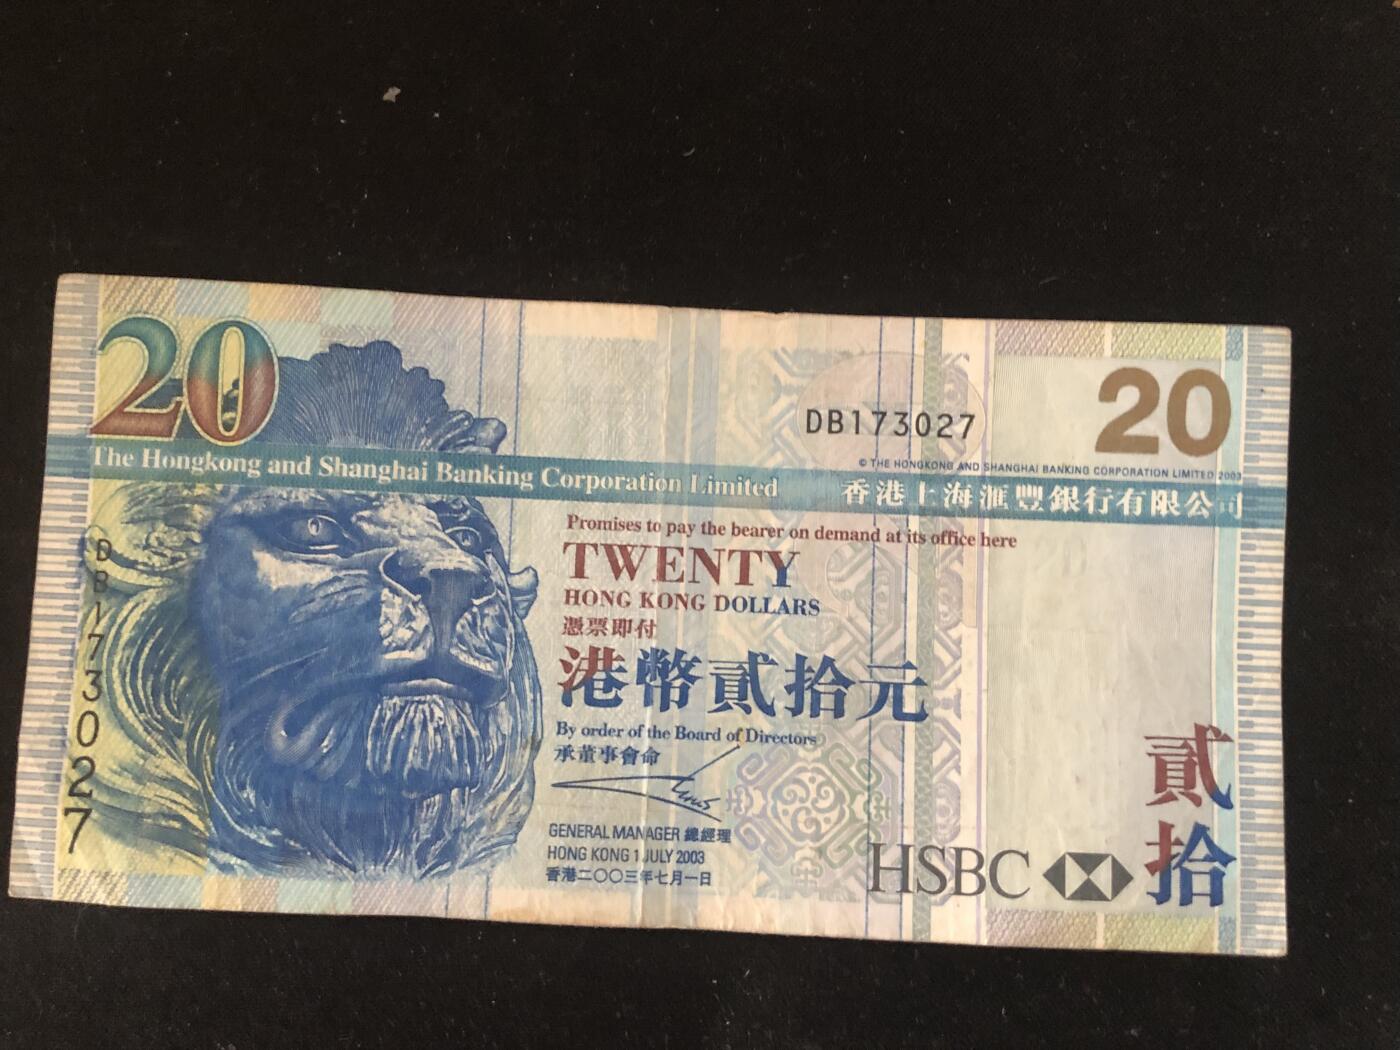 20
DB173027
20
© THE HONGKONG AND SHANGHAI BANKING CORPORATION LIMITED 2003
The Hongkong and Shanghai Banking Corporation Limited
香港上海滙豐銀行有限公司
Promises to pay the bearer on demand at its office here
TWENTY
HONG KONG DOLLARS
憑票即付
港幣貳拾元
By order of the Board of Directors
承董事會命
GENERAL MANAGER 總經理
HONG KONG 1 JULY 2003
香港二〇〇三年七月一日
DB173027
HSBC
貳拾